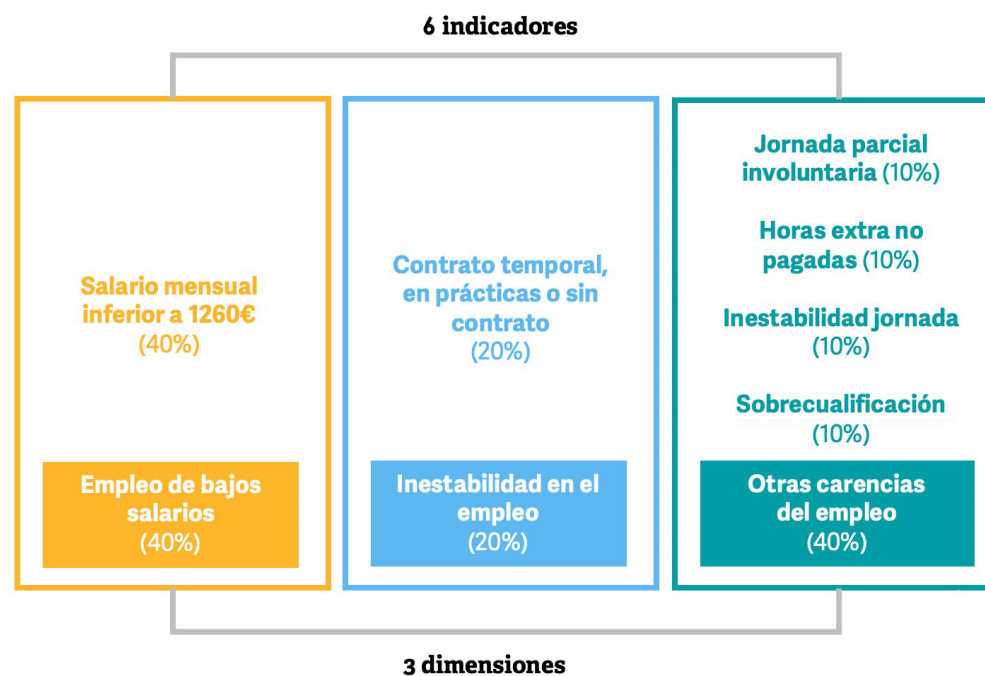 6 indicadores
Salario mensual
inferior a 1260€
(40%)
Empleo de bajos
salarios
(40%)
Contrato temporal,
en prácticas o sin
contrato
(20%)
Inestabilidad en el
empleo
(20%)
Jornada parcial
involuntaria (10%)
Horas extra no
pagadas (10%)
Inestabilidad jornada
(10%)
Sobrecualificación
(10%)
Otras carencias
del empleo
(40%)
3 dimensiones